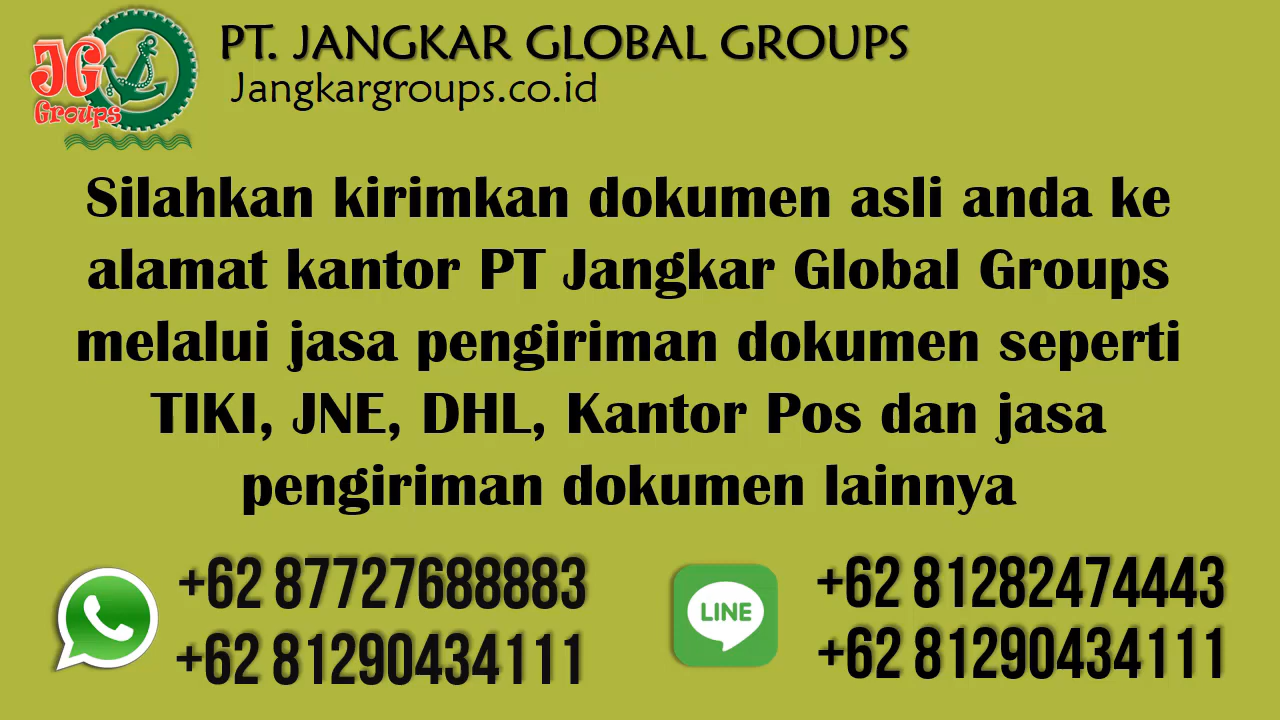 JG
Groups
PT. JANGKAR GLOBAL GROUPS
Jangkargroups.co.id
Silahkan kirimkan dokumen asli anda ke
alamat kantor PT Jangkar Global Groups
melalui jasa pengiriman dokumen seperti
TIKI, JNE, DHL, Kantor Pos dan jasa
pengiriman dokumen lainnya
+62 87727688883
+62 81290434111
LINE
+62 81282474443
+62 81290434111